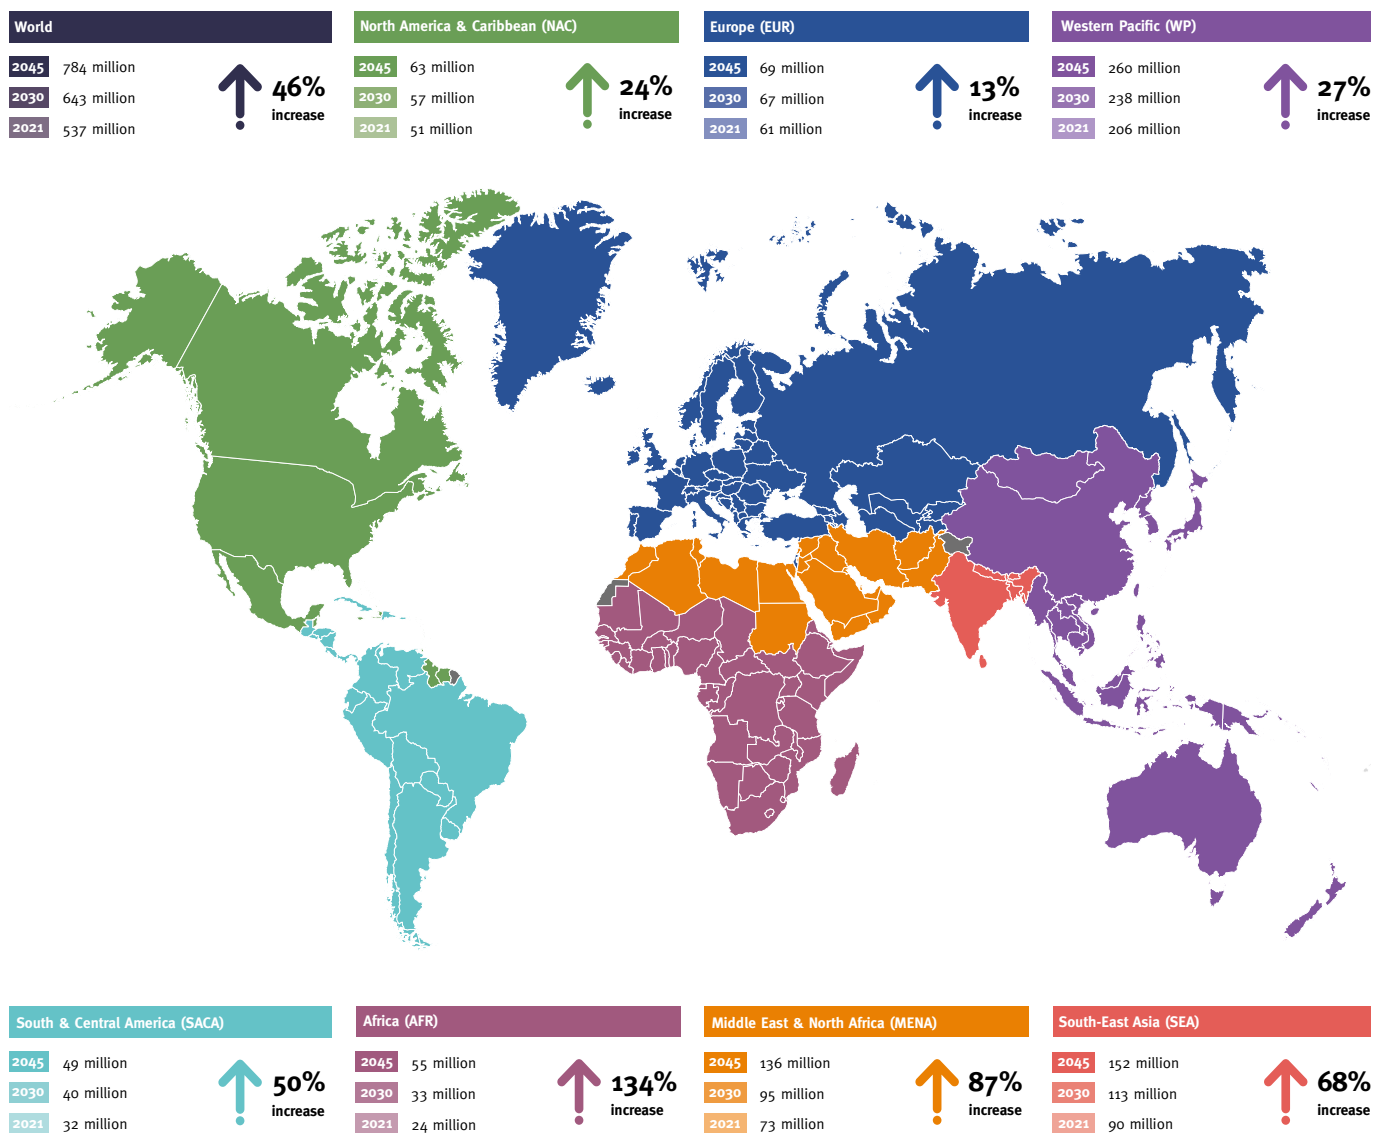 World
2045 784 million
2030 643 million
2021 537 million
46%
increase
North America & Caribbean (NAC)
2045 63 million
2030 57 million
2021 51 million
24%
increase
Europe (EUR)
2045 69 million
2030 67 million
2021 61 million
13%
increase
Western Pacific (WP)
2045 260 million
2030 238 million
2021 206 million
27%
increase
South & Central America (SACA)
2045 49 million
2030 40 million
2021 32 million
50%
increase
Africa (AFR)
2045 55 million
2030 33 million
2021 24 million
134%
increase
Middle East & North Africa (MENA)
2045 136 million
2030 95 million
2021 73 million
87%
increase
South-East Asia (SEA)
2045 152 million
2030 113 million
2021 90 million
68%
increase